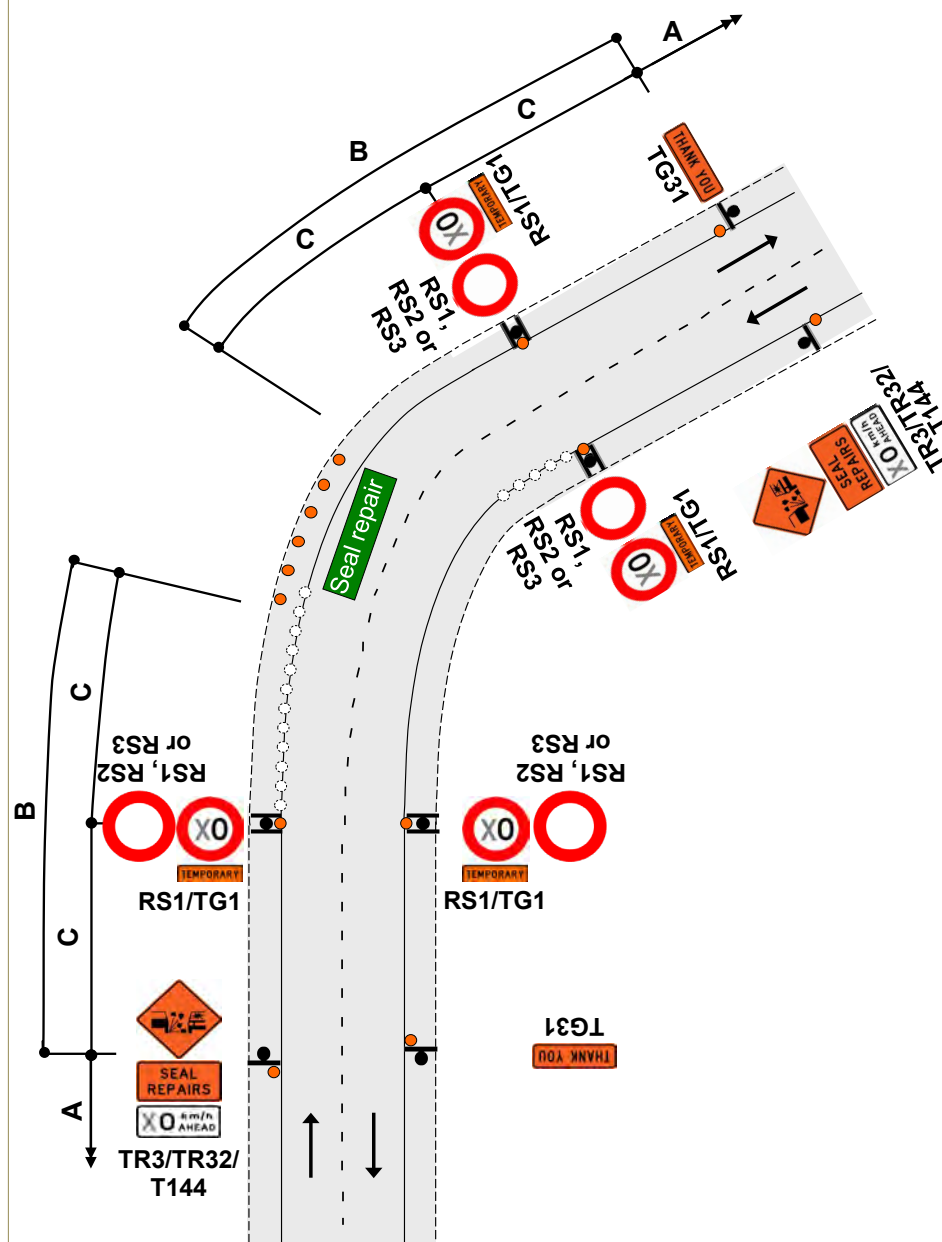 A
C
B
C
THANK YOU
TG31
TEMPORARY
X0
RS1/TG1
RS1,
RS2 or
RS3
TR3/TR32/
T144
X0 km/h
AHEAD
SEAL
REPAIRS
Seal repair
RS1/TG1
TEMPORARY
X0
RS1,
RS2 or
RS3
C
B
C
A
RS1, RS2
or RS3
X0
TEMPORARY
RS1/TG1
RS1, RS2
or RS3
X0
TEMPORARY
RS1/TG1
SEAL
REPAIRS
X0 km/h
AHEAD
TR3/TR32/
T144
TG31
THANK YOU